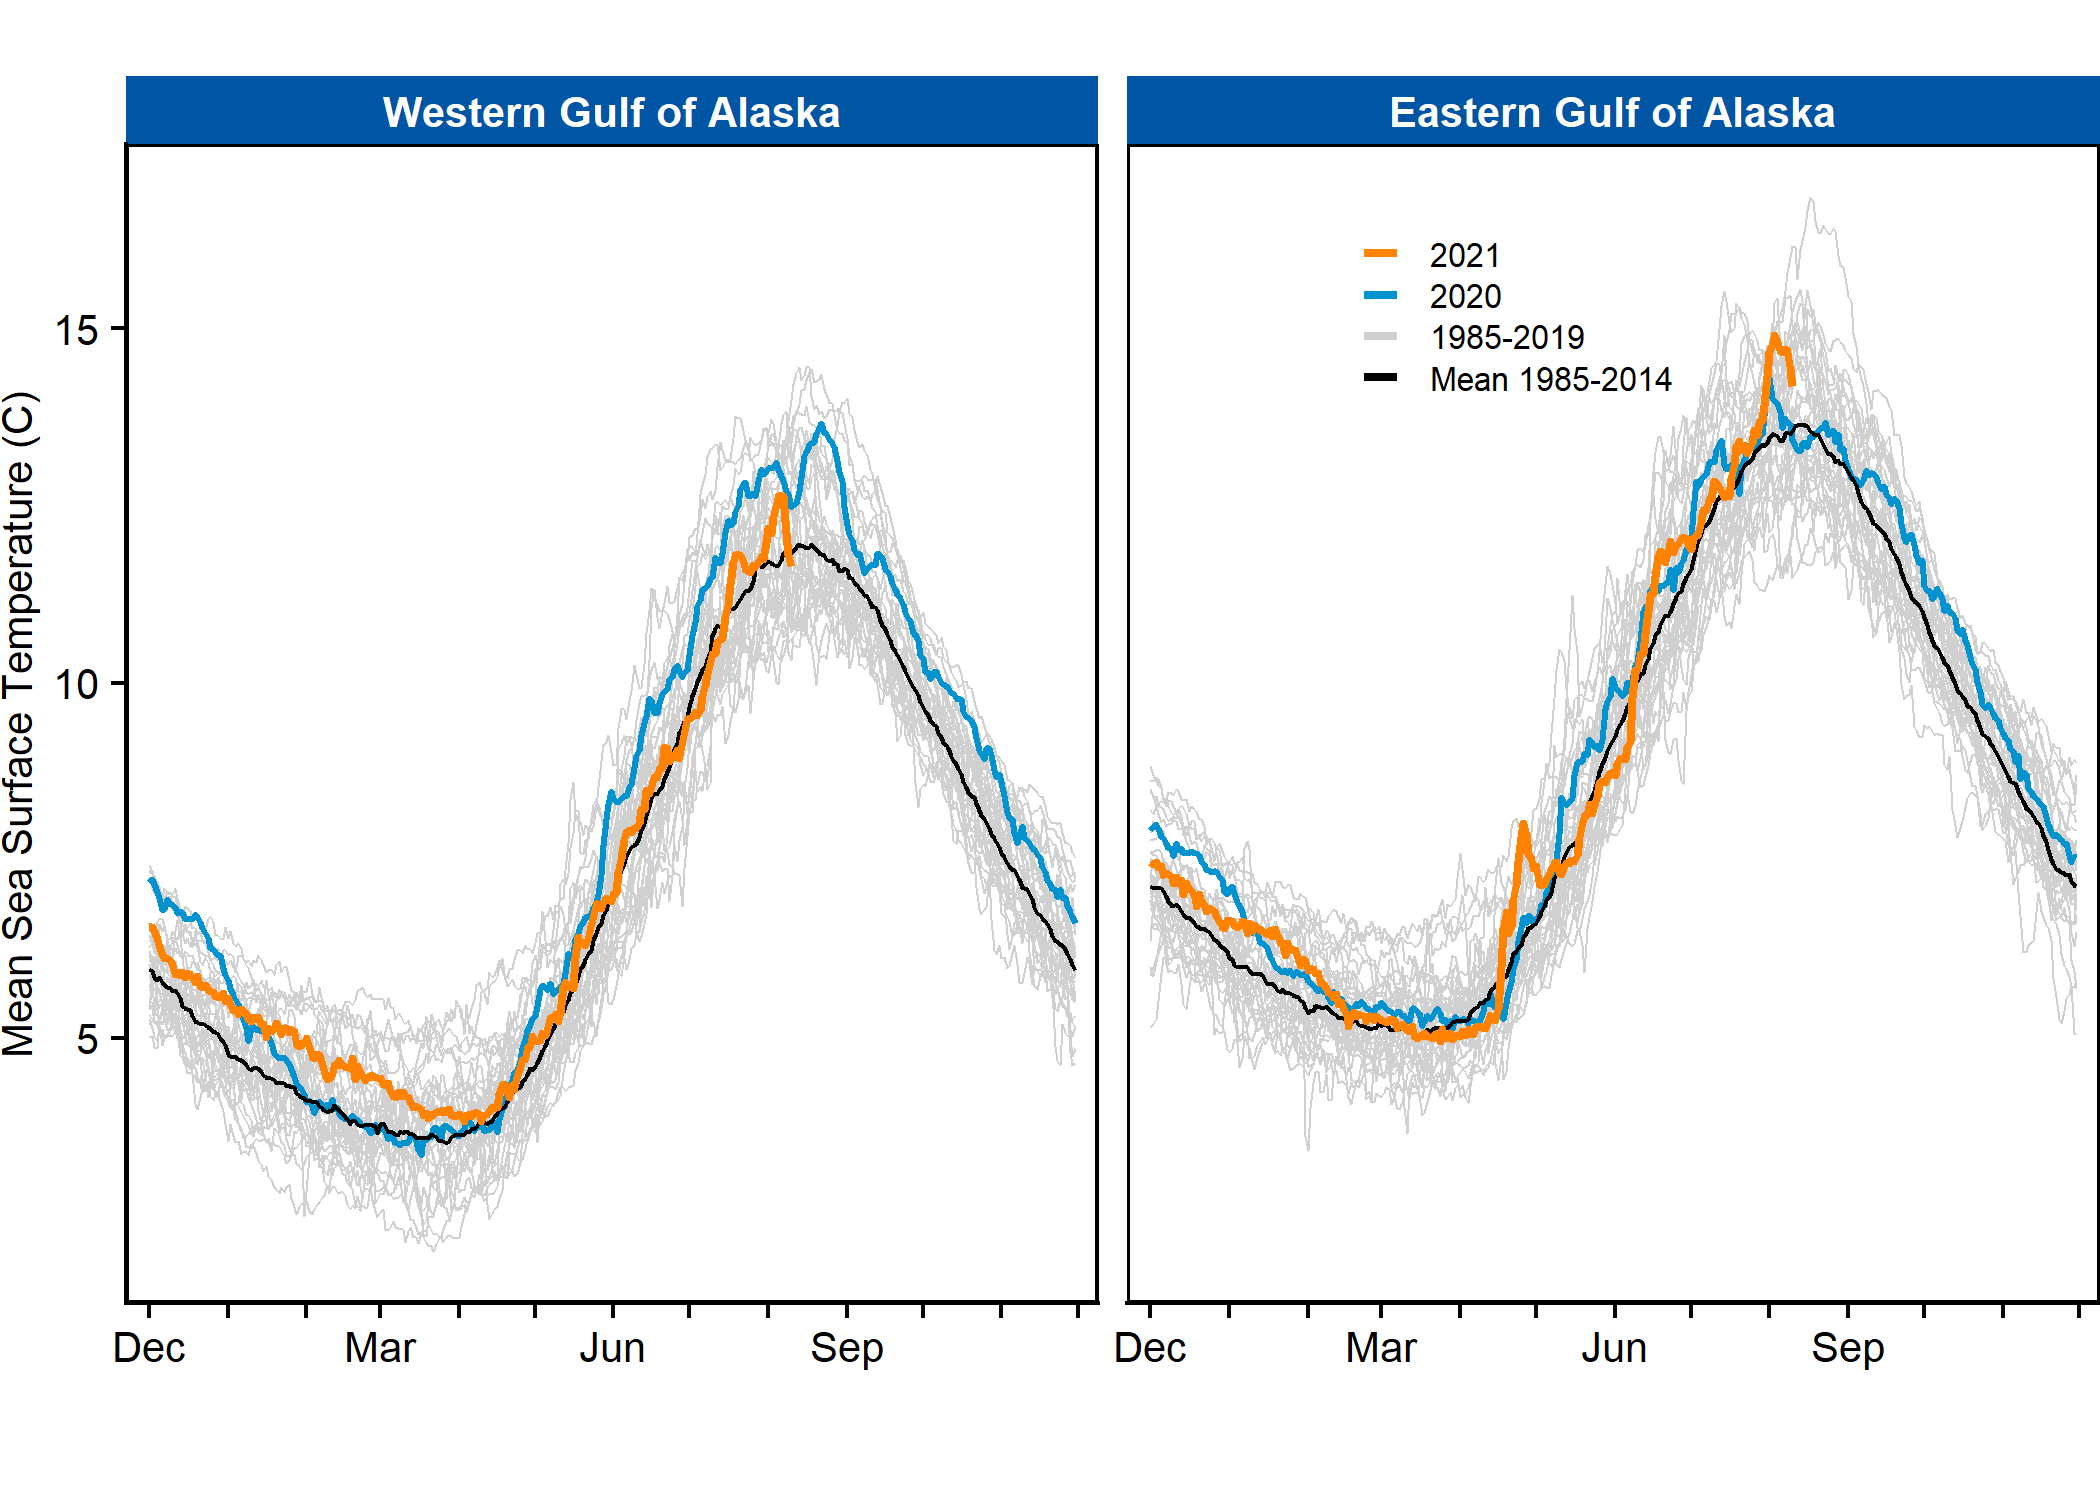 Western Gulf of Alaska
Eastern Gulf of Alaska
2021
2020
1985-2019
Mean 1985-2014
Mean Sea Surface Temperature (C)
15
10
5
Dec Mar Jun Sep
Dec Mar Jun Sep